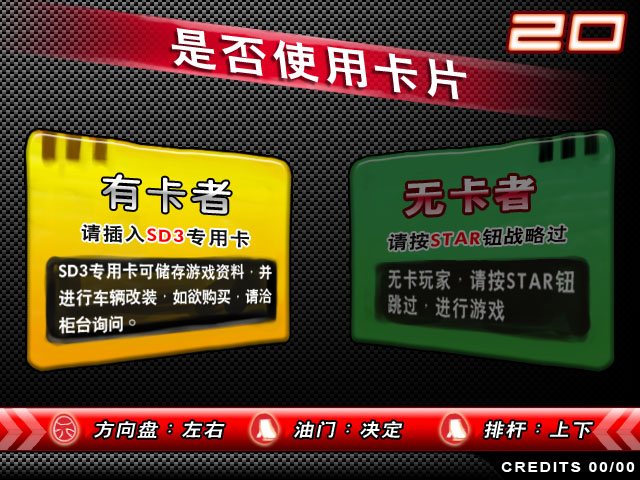 20
是否使用卡片
有卡者
请插入SD3专用卡
SD3专用卡可储存游戏资料，并
进行车辆改装，如欲购买，请洽
柜台询问。
无卡者
请按STAR钮战略过
无卡玩家，请按STAR钮
跳过，进行游戏
方向盘：左右 油门：决定 排杆：上下
CREDITS 00/00